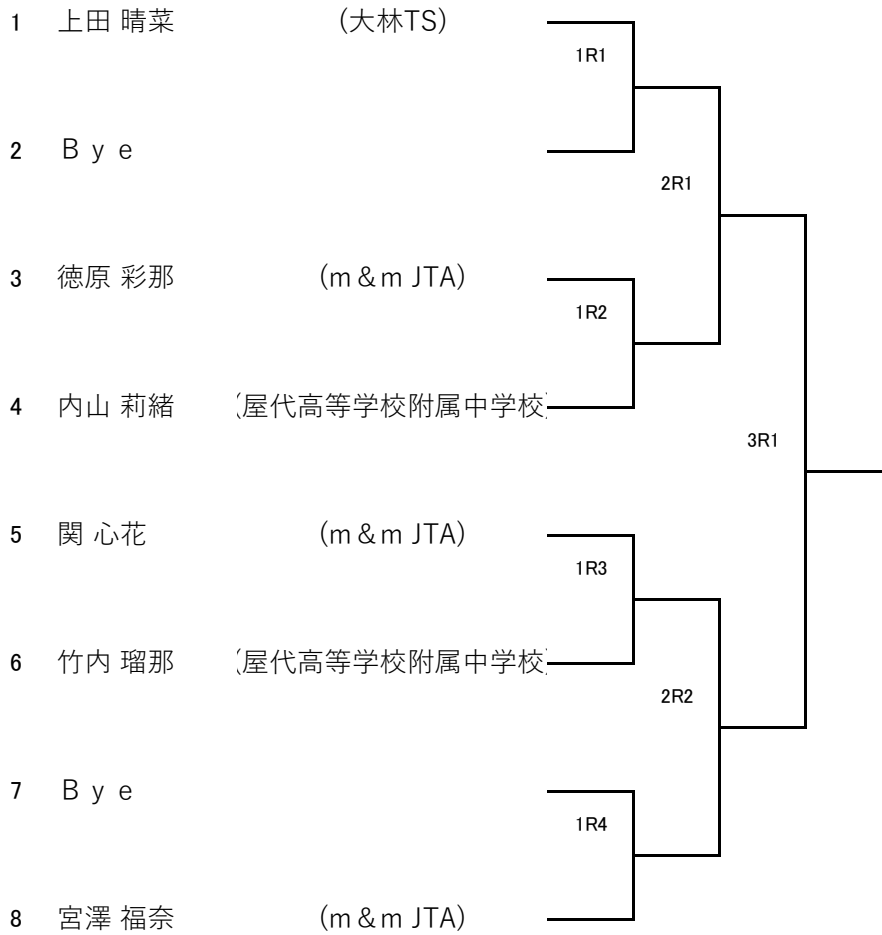 1 上田 晴菜 (大林TS)
1R1
2 Ｂｙｅ
2R1
3 徳原 彩那 (m＆m JTA)
1R2
4 内山 莉緒 (屋代高等学校附属中学校)
3R1
5 関 心花 (m＆m JTA)
1R3
6 竹内 瑠那 (屋代高等学校附属中学校)
2R2
7 Ｂｙｅ
1R4
8 宮澤 福奈 (m＆m JTA)